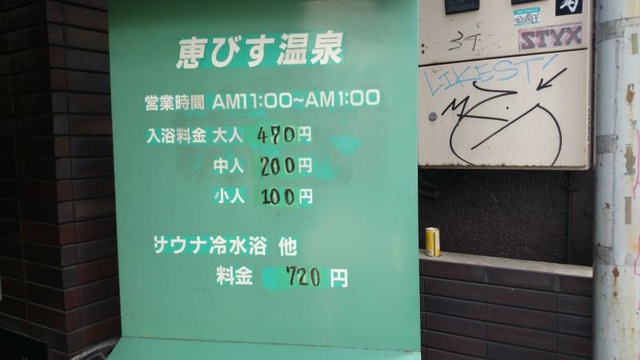 恵びす温泉
営業時間 AM11:00~AM1:00
入浴料金 大人 470円
中人 200円
小人 100円
サウナ冷水浴 他
料金 720円
STYX
LIKEST!